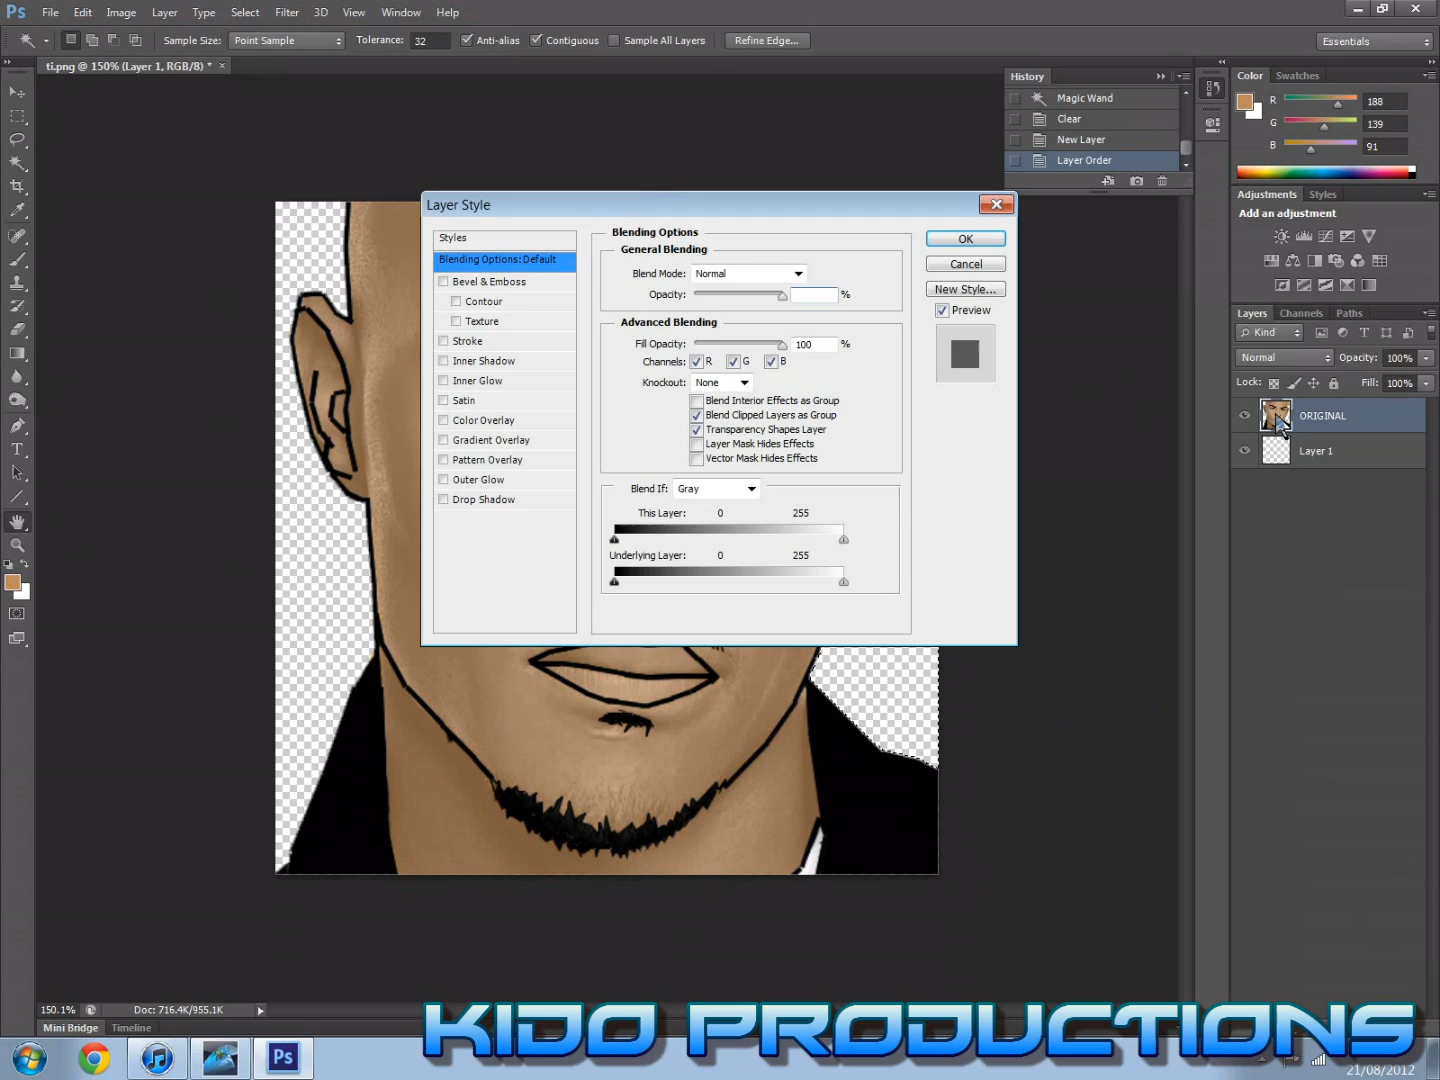 Ps File Edit Image Layer Type Select Filter 3D View Window Help
Sample Size: Point Sample Tolerance: 32 Anti-alias Contiguous Sample All Layers Refine Edge... Essentials
ti.png @ 150% (Layer 1, RGB/8) * ×
History
Magic Wand
Clear
New Layer
Layer Order
Color Swatches
R 188
G 139
B 91
Adjustments Styles
Add an adjustment
Layers Channels Paths
Kind
Normal Opacity: 100%
Lock: Fill: 100%
ORIGINAL
Layer 1
Layer Style
Styles
Blending Options: Default
Bevel & Emboss
Contour
Texture
Stroke
Inner Shadow
Inner Glow
Satin
Color Overlay
Gradient Overlay
Pattern Overlay
Outer Glow
Drop Shadow
Blending Options
General Blending
Blend Mode: Normal
Opacity: %
Advanced Blending
Fill Opacity: 100 %
Channels: R G B
Knockout: None
Blend Interior Effects as Group
Blend Clipped Layers as Group
Transparency Shapes Layer
Layer Mask Hides Effects
Vector Mask Hides Effects
Blend If: Gray
This Layer: 0 255
Underlying Layer: 0 255
OK
Cancel
New Style...
Preview
150.1% Doc: 716.4K/955.1K
Mini Bridge Timeline
KIDO PRODUCTIONS
Ps
21/08/2012